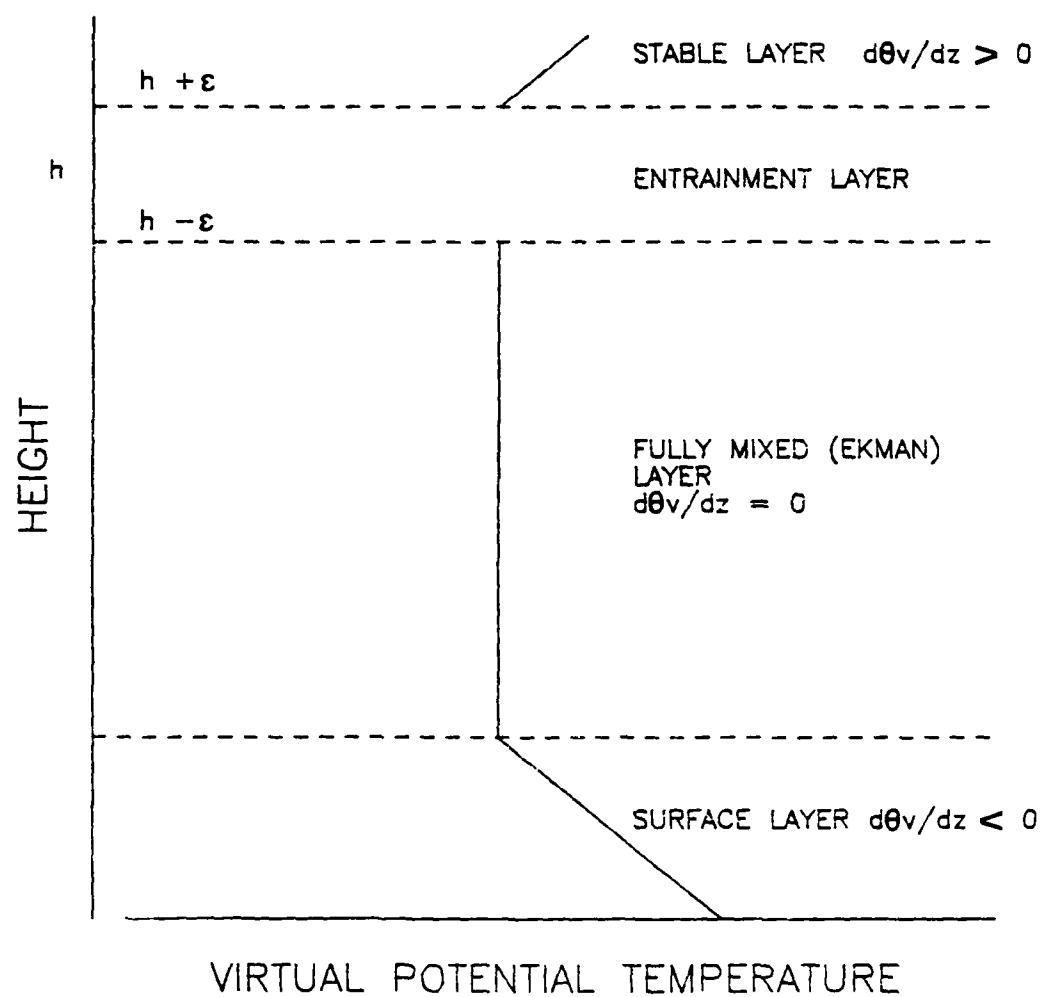 STABLE LAYER dθv/dz > 0
h +ε
h
ENTRAINMENT LAYER
h -ε
HEIGHT
FULLY MIXED (EKMAN)
LAYER
dθv/dz = 0
SURFACE LAYER dθv/dz < 0
VIRTUAL POTENTIAL TEMPERATURE